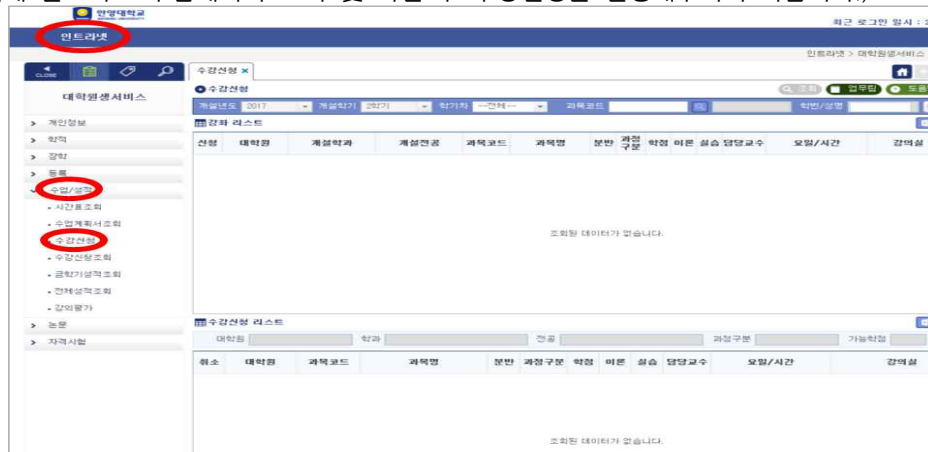 안양대학교
최근 로그인 일시 :
인트라넷
인트라넷 > 대학원생서비스
CLOSE
수강신청 ×
대학원생서비스
수강신청
조회 업무팁 도움
개설년도 2017 개설학기 2학기 학기차 --전체-- 과목코드 학번/성명
개인정보
학적
장학
등록
수업/성적
시간표조회
수업계획서조회
수강신청
수강신청조회
금학기성적조회
전체성적조회
강의평가
논문
자격시험
강좌 리스트
신청 대학원 개설학과 개설전공 과목코드 과목명 분반 과정구분 학점 이론 실습 담당교수 요일/시간 강의실
조회된 데이터가 없습니다.
수강신청 리스트
대학원 학과 전공 과정구분 가능학점
취소 대학원 과목코드 과목명 분반 과정구분 학점 이론 실습 담당교수 요일/시간 강의실
조회된 데이터가 없습니다.